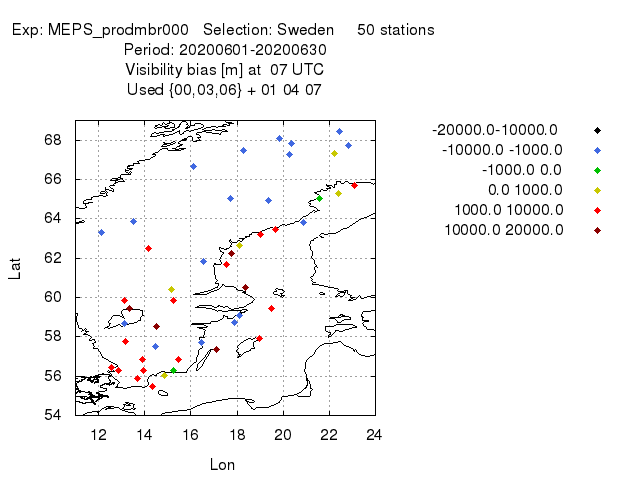 Exp: MEPS_prodmbr000 Selection: Sweden 50 stations
Period: 20200601-20200630
Visibility bias [m] at 07 UTC
Used {00,03,06} + 01 04 07
-20000.0-10000.0
-10000.0 -1000.0
-1000.0 0.0
0.0 1000.0
1000.0 10000.0
10000.0 20000.0
Lat
68
66
64
62
60
58
56
54
12 14 16 18 20 22 24
Lon